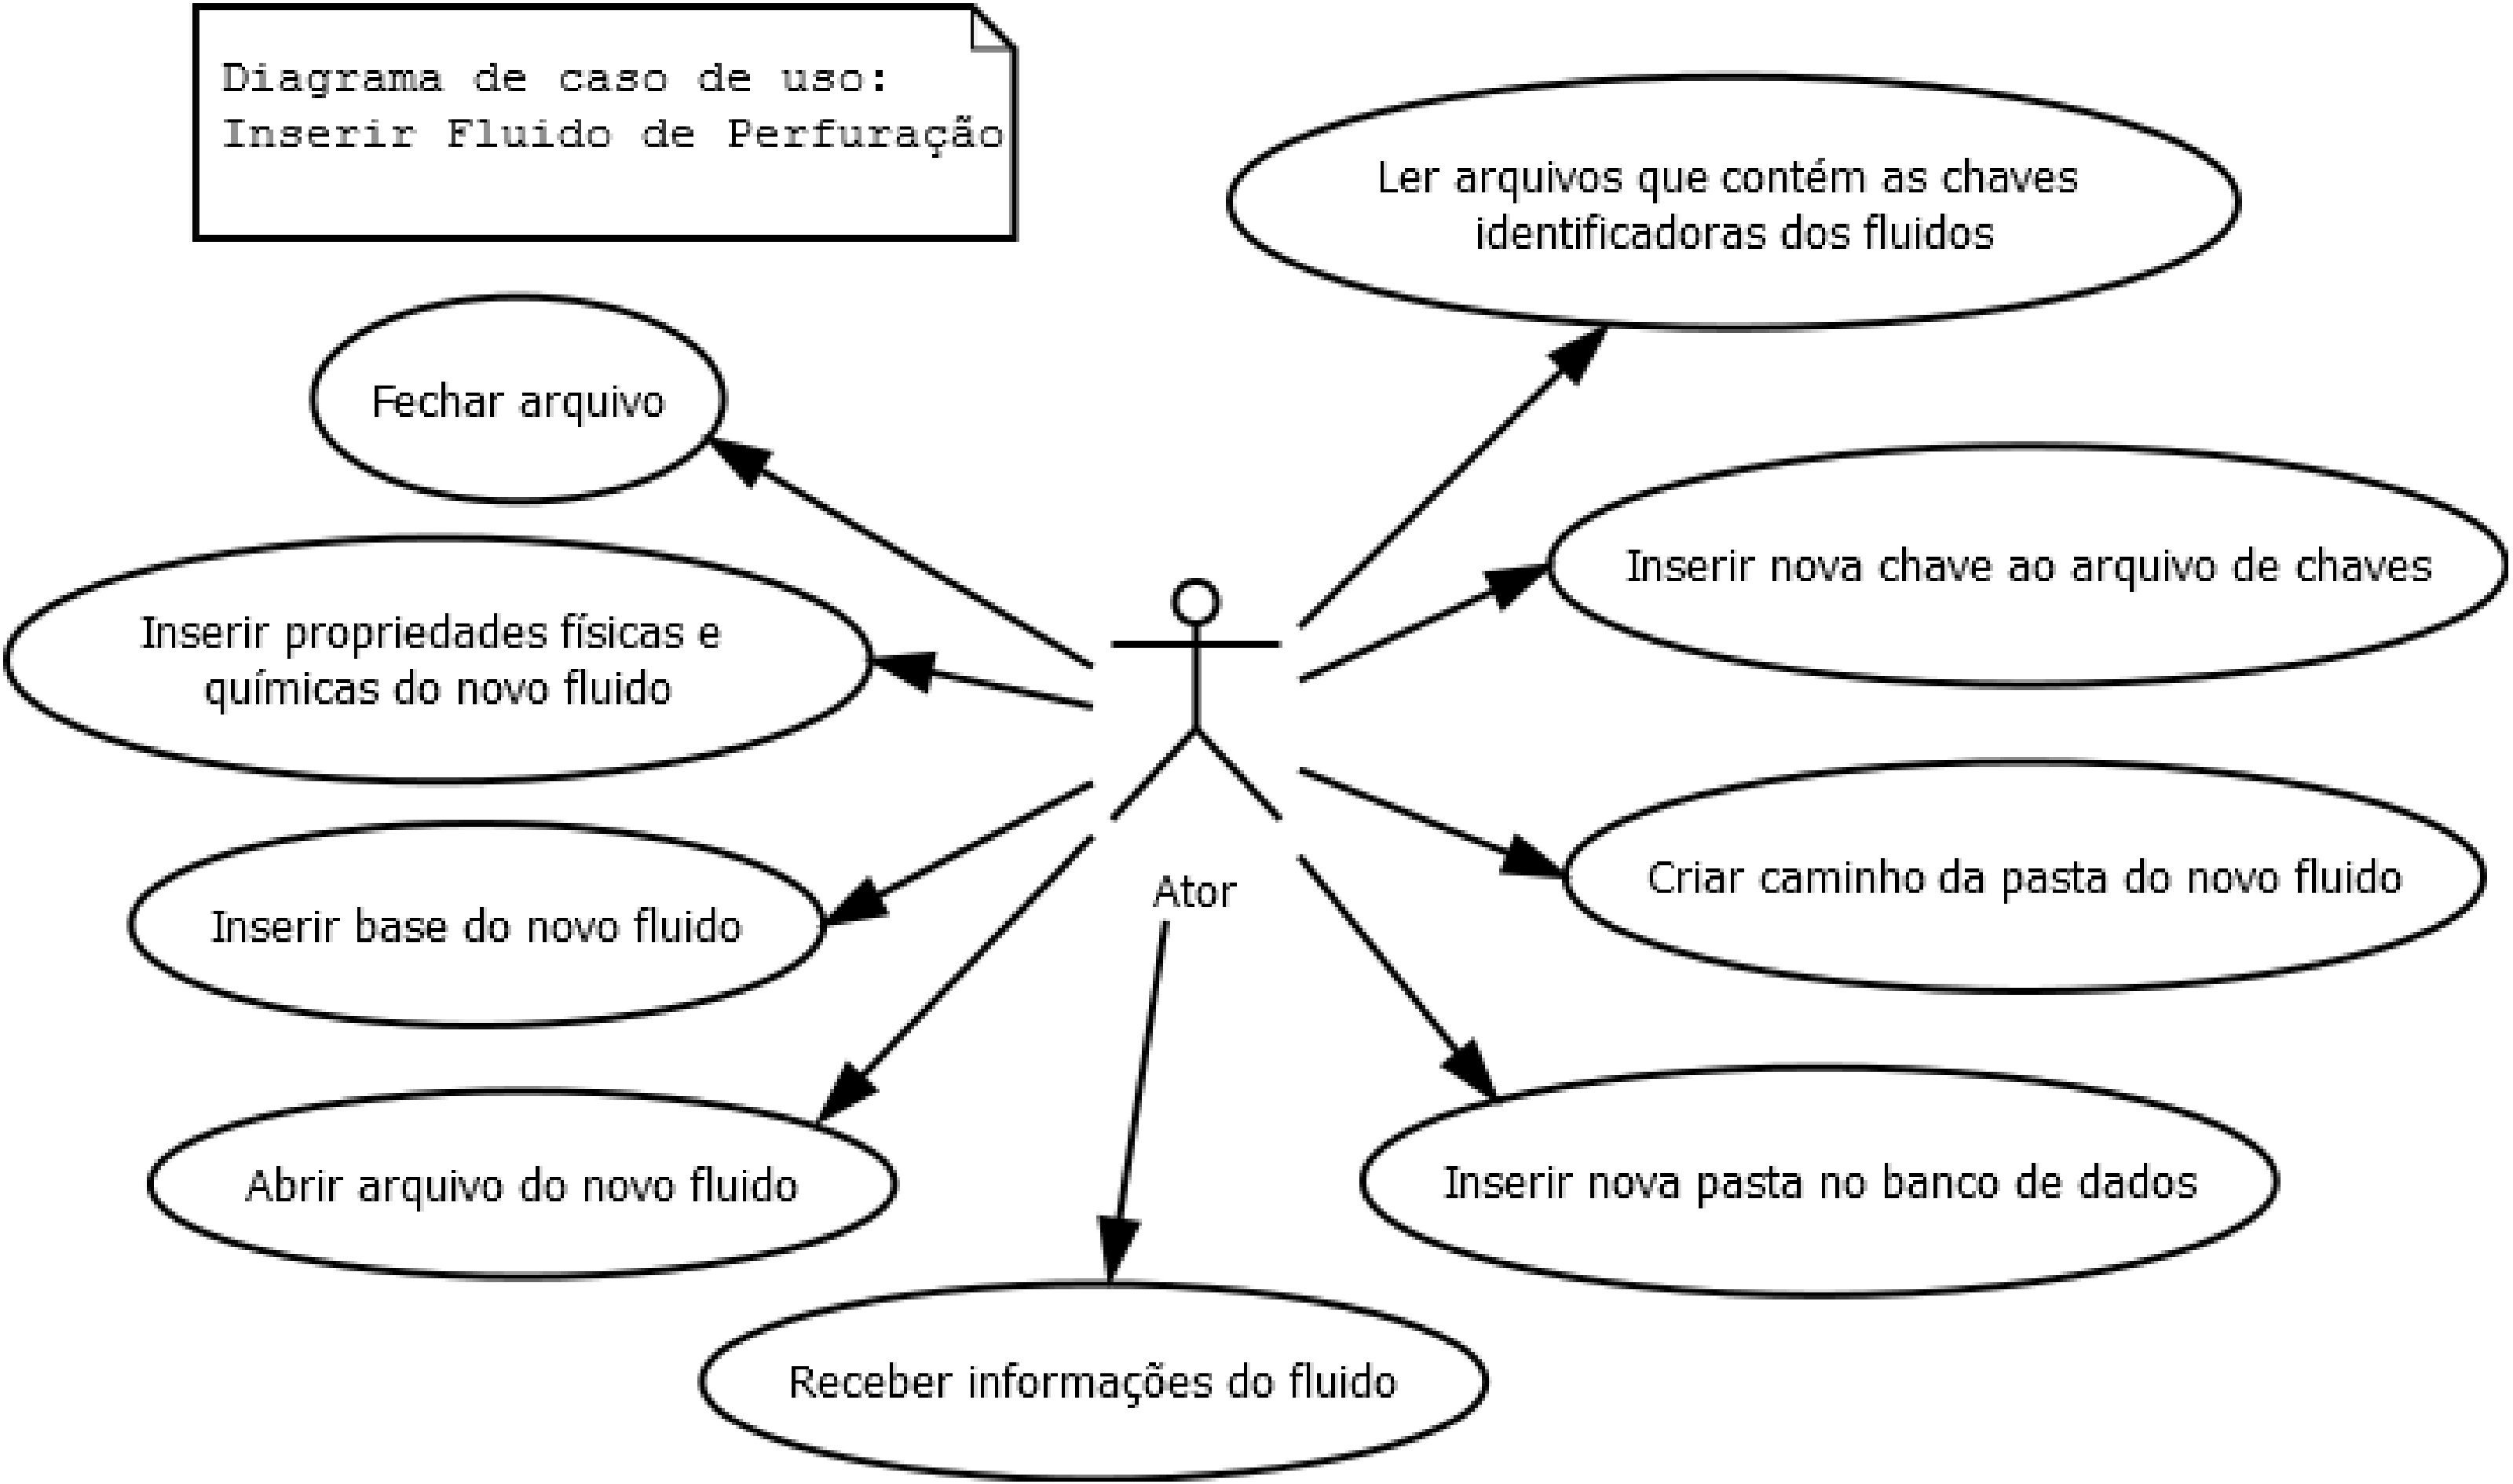 Diagrama de caso de uso:
Inserir Fluido de Perfuração
Ler arquivos que contém as chaves
identificadoras dos fluidos
Fechar arquivo
Inserir nova chave ao arquivo de chaves
Inserir propriedades físicas e
químicas do novo fluido
Criar caminho da pasta do novo fluido
Ator
Inserir base do novo fluido
Inserir nova pasta no banco de dados
Abrir arquivo do novo fluido
Receber informações do fluido